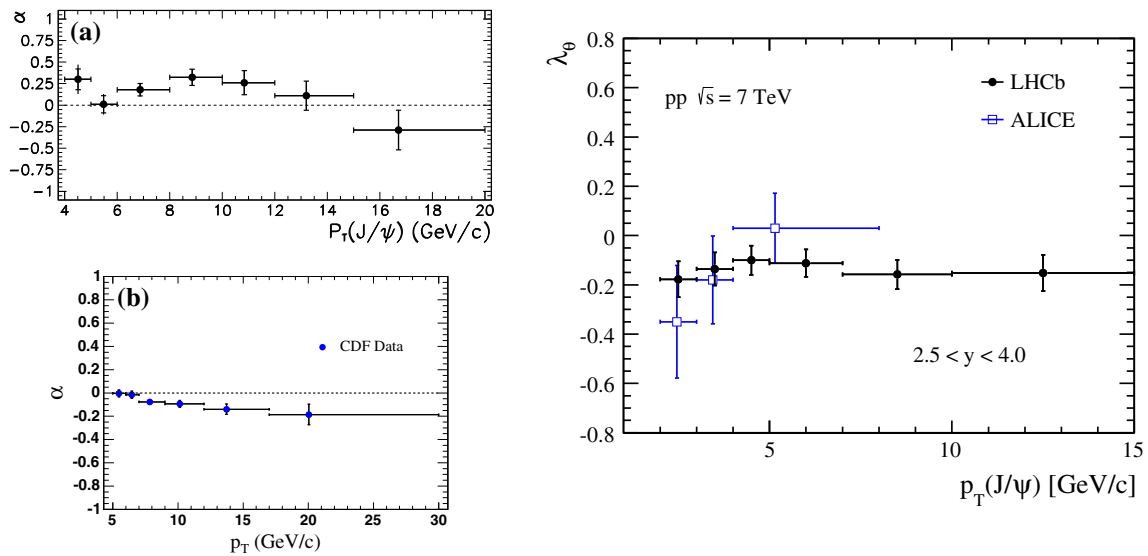 α
1
0.75
0.5
0.25
0
−0.25
−0.5
−0.75
−1
(a)
4 6 8 10 12 14 16 18 20
P_T(J/ψ) (GeV/c)
α
1
0.8
0.6
0.4
0.2
0
-0.2
-0.4
-0.6
-0.8
-1
(b)
CDF Data
5 10 15 20 25 30
p_T (GeV/c)
λ_θ
0.8
0.6
0.4
0.2
0
-0.2
-0.4
-0.6
-0.8
pp √s = 7 TeV
LHCb
ALICE
2.5 < y < 4.0
5 10 15
p_T(J/ψ) [GeV/c]